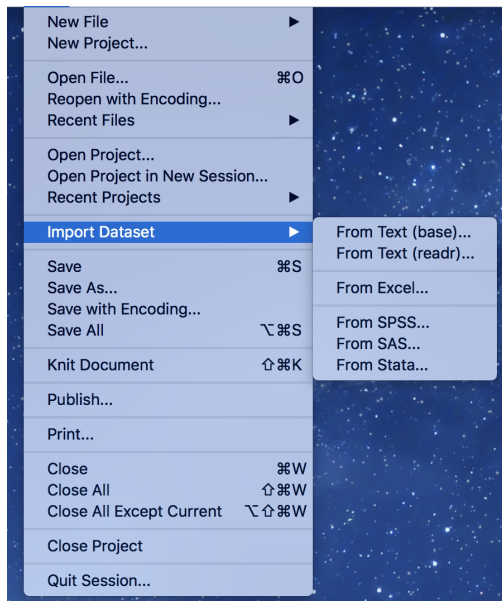 New File ▶
New Project...
Open File... ⌘O
Reopen with Encoding...
Recent Files ▶
Open Project...
Open Project in New Session...
Recent Projects ▶
Import Dataset ▶
Save ⌘S
Save As...
Save with Encoding...
Save All ⌥⌘S
Knit Document ⇧⌘K
Publish...
Print...
Close ⌘W
Close All ⇧⌘W
Close All Except Current ⌥⇧⌘W
Close Project
Quit Session...
From Text (base)...
From Text (readr)...
From Excel...
From SPSS...
From SAS...
From Stata...